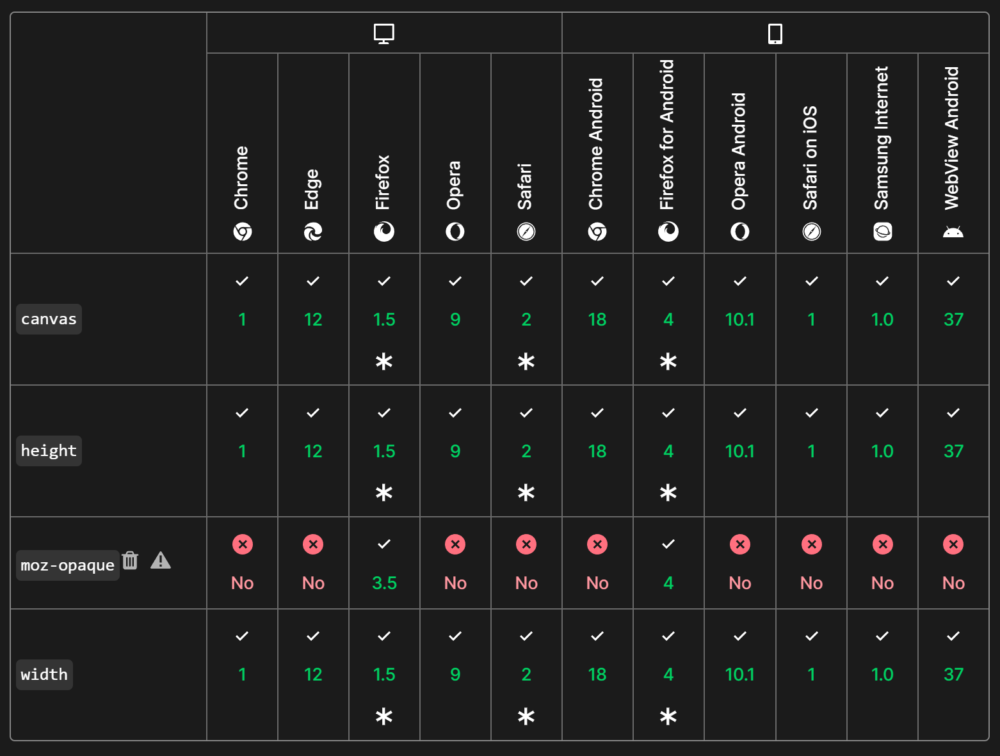 Chrome
Edge
Firefox
Opera
Safari
Chrome Android
Firefox for Android
Opera Android
Safari on iOS
Samsung Internet
WebView Android
canvas 1 12 1.5 9 2 18 4 10.1 1 1.0 37
* * *
height 1 12 1.5 9 2 18 4 10.1 1 1.0 37
* * *
moz-opaque No No 3.5 No No No 4 No No No No
width 1 12 1.5 9 2 18 4 10.1 1 1.0 37
* * *